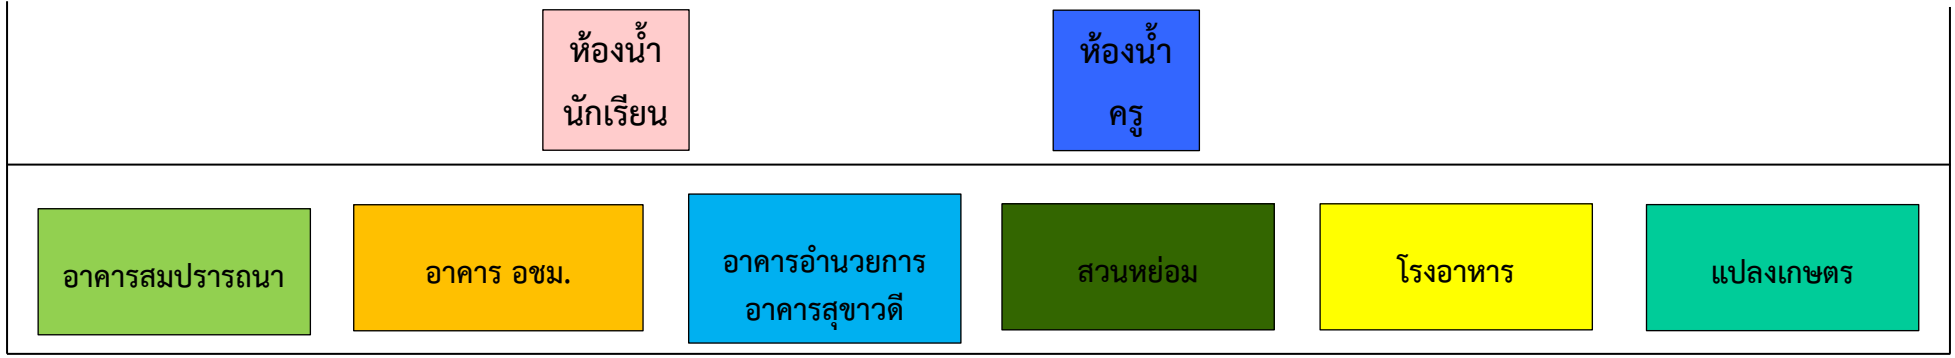 ห้องน้ำ
นักเรียน
ห้องน้ำ
ครู
อาคารสมปรารถนา
อาคาร อชม.
อาคารอำนวยการ
อาคารสุขาวดี
สวนหย่อม
โรงอาหาร
แปลงเกษตร